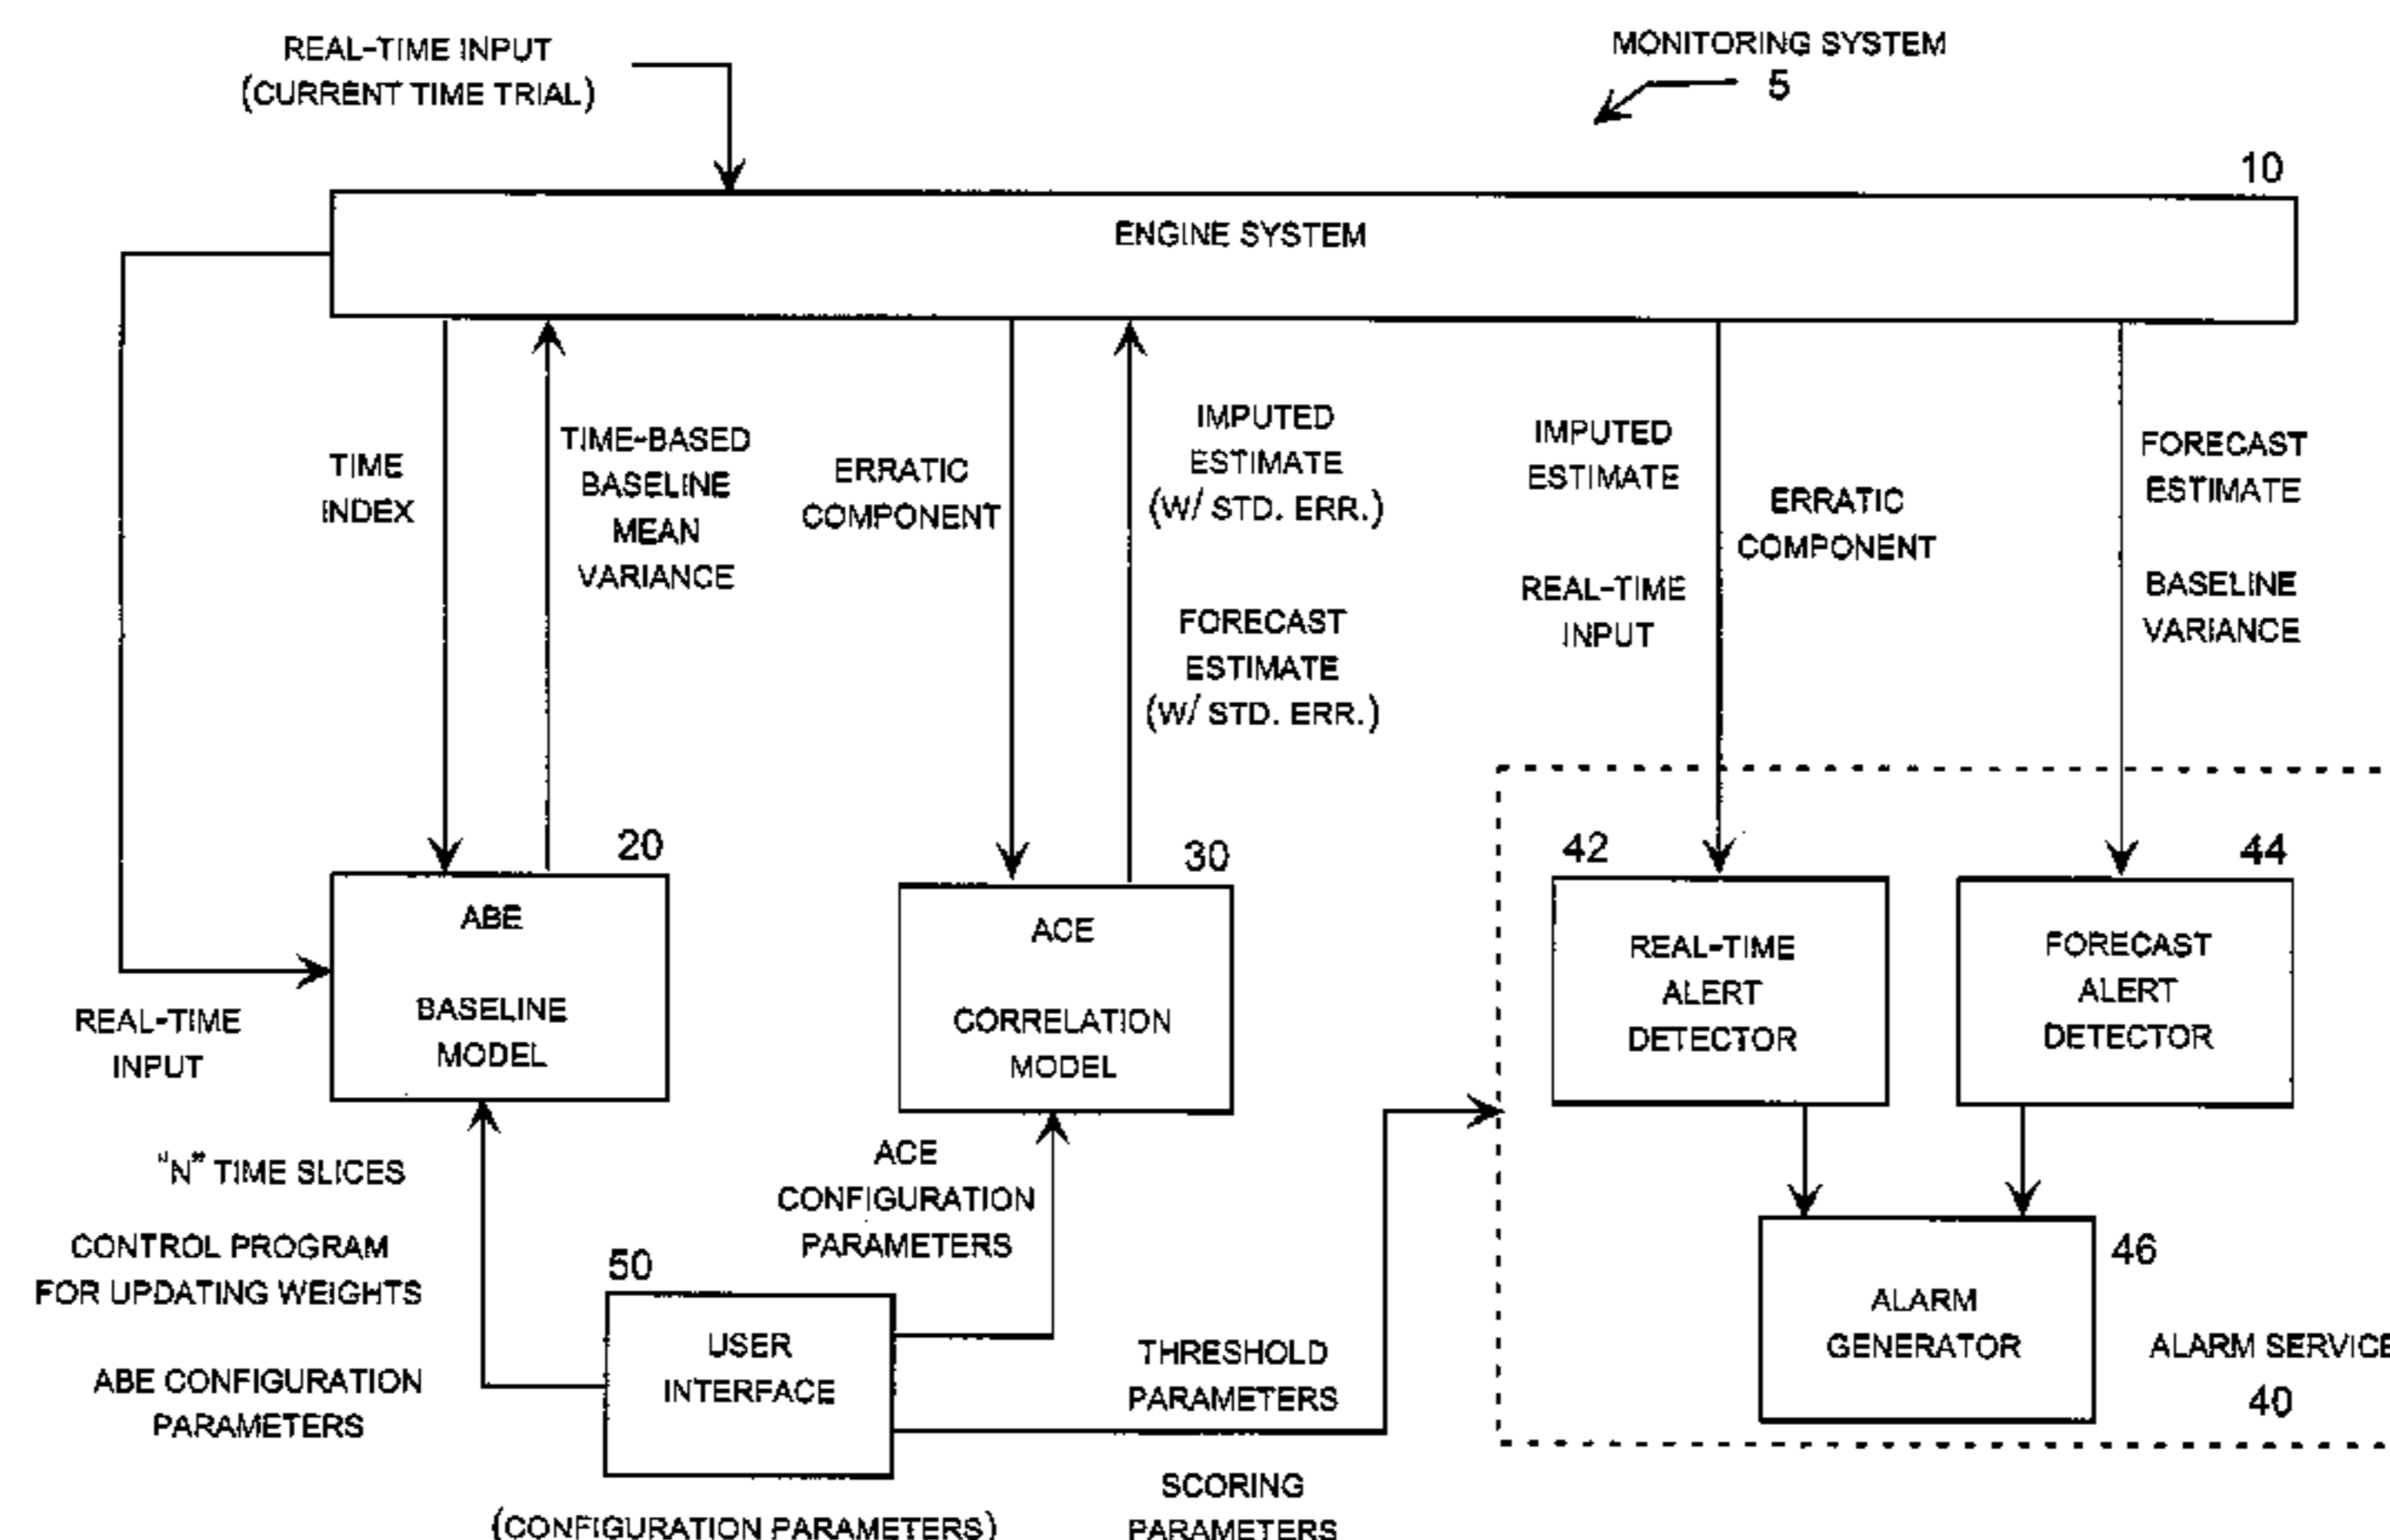 REAL-TIME INPUT
(CURRENT TIME TRIAL)
MONITORING SYSTEM
5
10
ENGINE SYSTEM
TIME
INDEX
TIME-BASED
BASELINE
MEAN
VARIANCE
ERRATIC
COMPONENT
IMPUTED
ESTIMATE
(W/ STD. ERR.)
FORECAST
ESTIMATE
(W/ STD. ERR.)
IMPUTED
ESTIMATE
REAL-TIME
INPUT
ERRATIC
COMPONENT
FORECAST
ESTIMATE
BASELINE
VARIANCE
20
ABE
BASELINE
MODEL
REAL-TIME
INPUT
30
ACE
CORRELATION
MODEL
42
REAL-TIME
ALERT
DETECTOR
44
FORECAST
ALERT
DETECTOR
"N" TIME SLICES
CONTROL PROGRAM
FOR UPDATING WEIGHTS
ABE CONFIGURATION
PARAMETERS
ACE
CONFIGURATION
PARAMETERS
50
USER
INTERFACE
(CONFIGURATION PARAMETERS)
THRESHOLD
PARAMETERS
SCORING
PARAMETERS
46
ALARM
GENERATOR
ALARM SERVICE
40